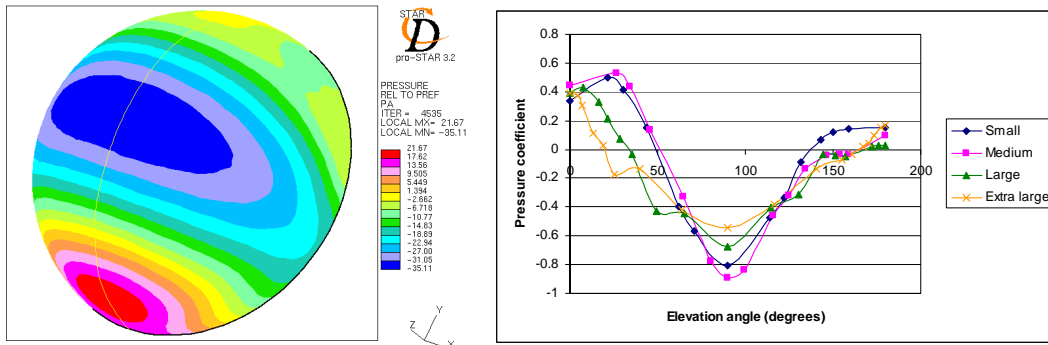 STAR
D
pro-STAR 3.2
PRESSURE
REL TO PREF
PA
ITER = 4535
LOCAL MX= 21.67
LOCAL MN= -35.11
21.67
17.62
13.56
9.505
5.449
1.394
-2.662
-6.718
-10.77
-14.83
-18.89
-22.94
-27.00
-31.05
-35.11
Y
Z
X
Pressure coefficient
0.8
0.6
0.4
0.2
0
-0.2
-0.4
-0.6
-0.8
-1
0
50
100
150
200
Elevation angle (degrees)
Small
Medium
Large
Extra large